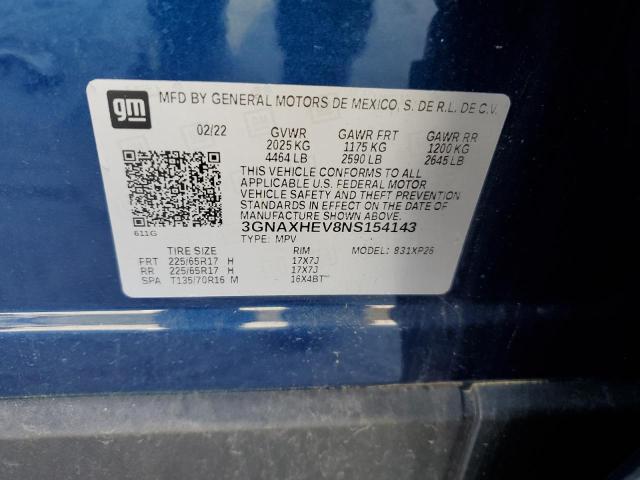 gm
MFD BY GENERAL MOTORS DE MEXICO, S. DE R.L. DE C.V.
02/22 GVWR GAWR FRT GAWR RR
2025 KG 1175 KG 1200 KG
4464 LB 2590 LB 2645 LB
THIS VEHICLE CONFORMS TO ALL
APPLICABLE U.S. FEDERAL MOTOR
VEHICLE SAFETY AND THEFT PREVENTION
STANDARDS IN EFFECT ON THE DATE OF
MANUFACTURE SHOWN ABOVE.
3GNAXHEV8NS154143
611G TYPE: MPV
TIRE SIZE RIM MODEL: 831XP26
FRT 225/65R17 H 17X7J
RR 225/65R17 H 17X7J
SPA T135/70R16 M 16X4BT